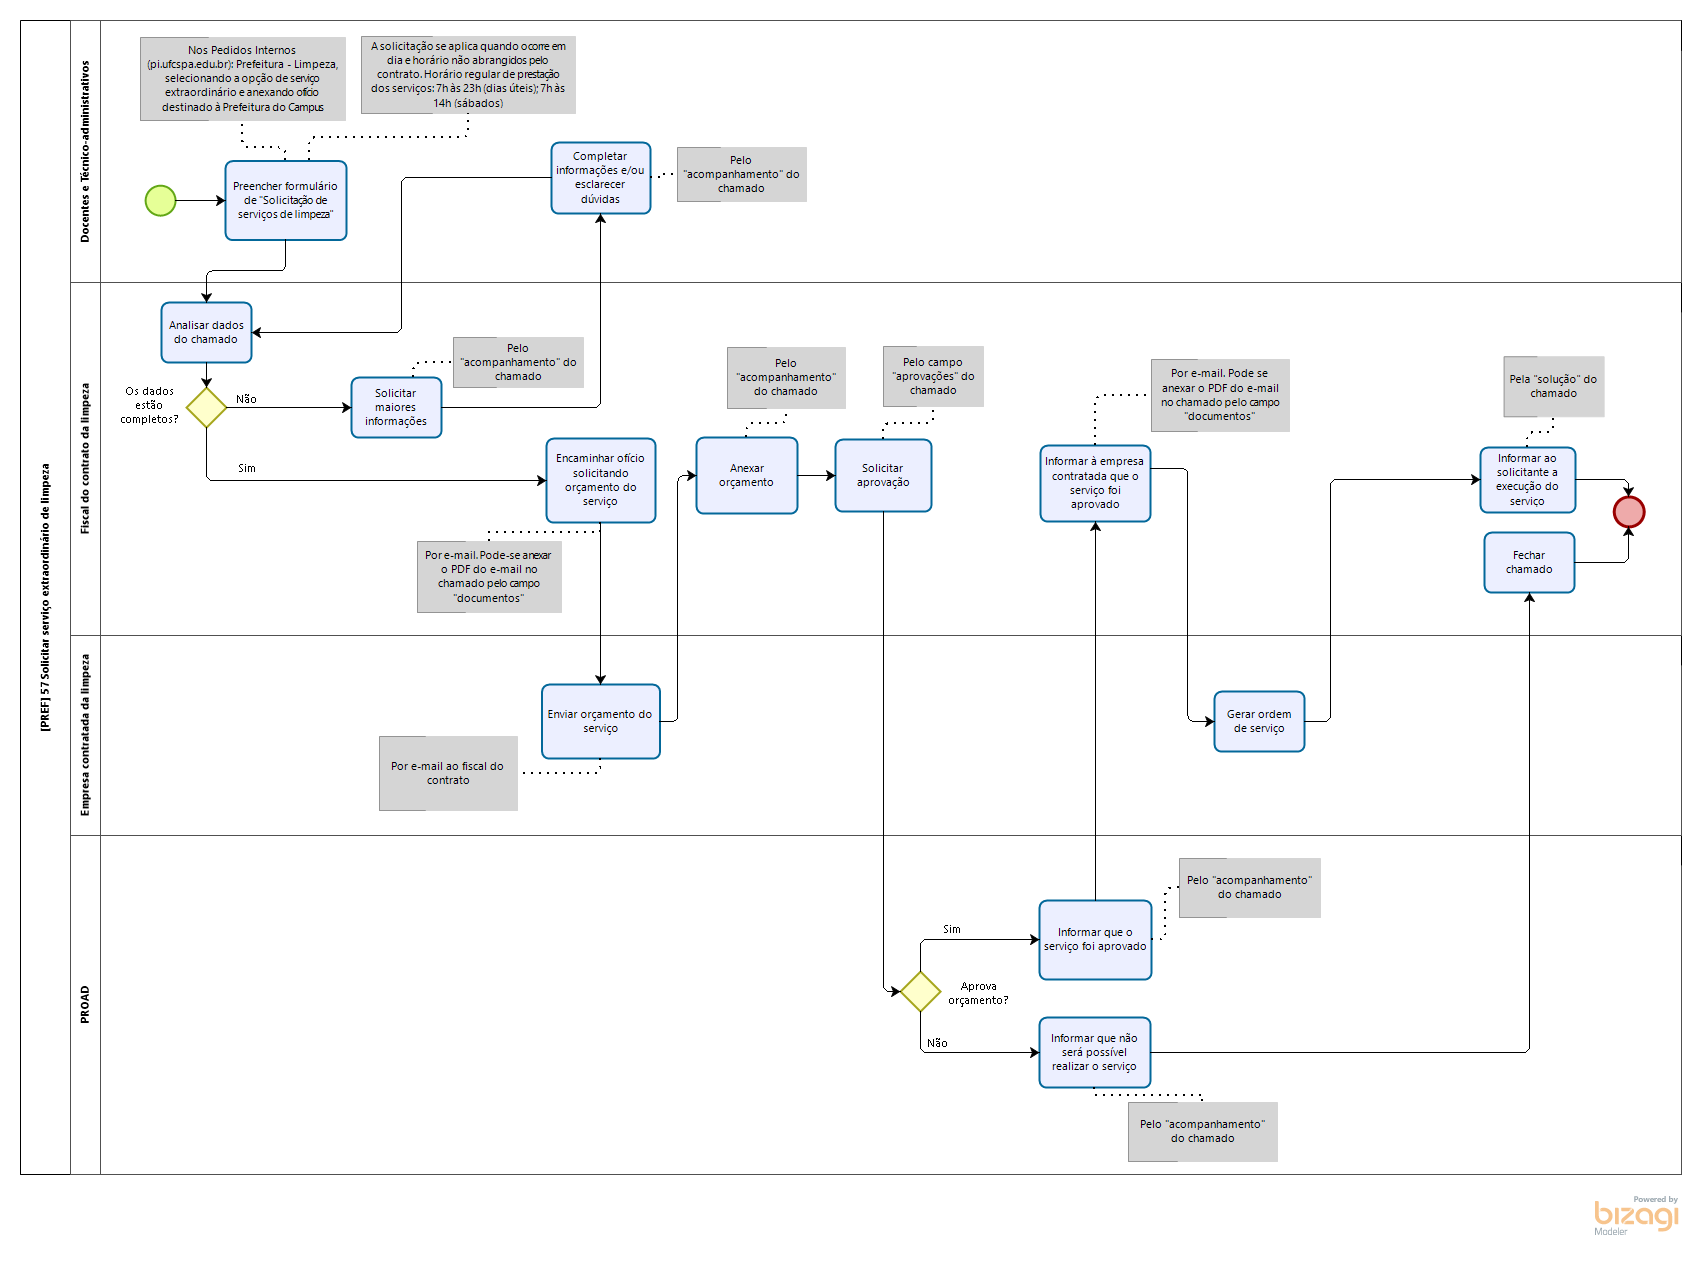 [PREF] 57 Solicitar serviço extraordinário de limpeza
Docentes e Técnico-administrativos
Nos Pedidos Internos
(pi.ufcspa.edu.br): Prefeitura - Limpeza,
selecionando a opção de serviço
extraordinário e anexando ofício
destinado à Prefeitura do Campus
A solicitação se aplica quando ocorre em
dia e horário não abrangidos pelo
contrato. Horário regular de prestação
dos serviços: 7h às 23h (dias úteis); 7h às
14h (sábados)
Preencher formulário
de "Solicitação de
serviços de limpeza"
Completar
informações e/ou
esclarecer
dúvidas
Pelo
"acompanhamento" do
chamado
Fiscal do contrato da limpeza
Analisar dados
do chamado
Os dados
estão
completos?
Não
Sim
Solicitar
maiores
informações
Pelo
"acompanhamento" do
chamado
Encaminhar ofício
solicitando
orçamento do
serviço
Por e-mail. Pode-se anexar
o PDF do e-mail no
chamado pelo campo
"documentos"
Pelo
"acompanhamento"
do chamado
Anexar
orçamento
Pelo campo
"aprovações" do
chamado
Solicitar
aprovação
Por e-mail. Pode se
anexar o PDF do e-mail
no chamado pelo campo
"documentos"
Informar à empresa
contratada que o
serviço foi
aprovado
Pela "solução" do
chamado
Informar ao
solicitante a
execução do
serviço
Fechar
chamado
Empresa contratada da limpeza
Enviar orçamento do
serviço
Por e-mail ao fiscal do
contrato
Gerar ordem
de serviço
PROAD
Aprova
orçamento?
Sim
Não
Informar que o
serviço foi aprovado
Pelo "acompanhamento"
do chamado
Informar que não
será possível
realizar o serviço
Pelo "acompanhamento"
do chamado
Powered by
bizagi
Modeler